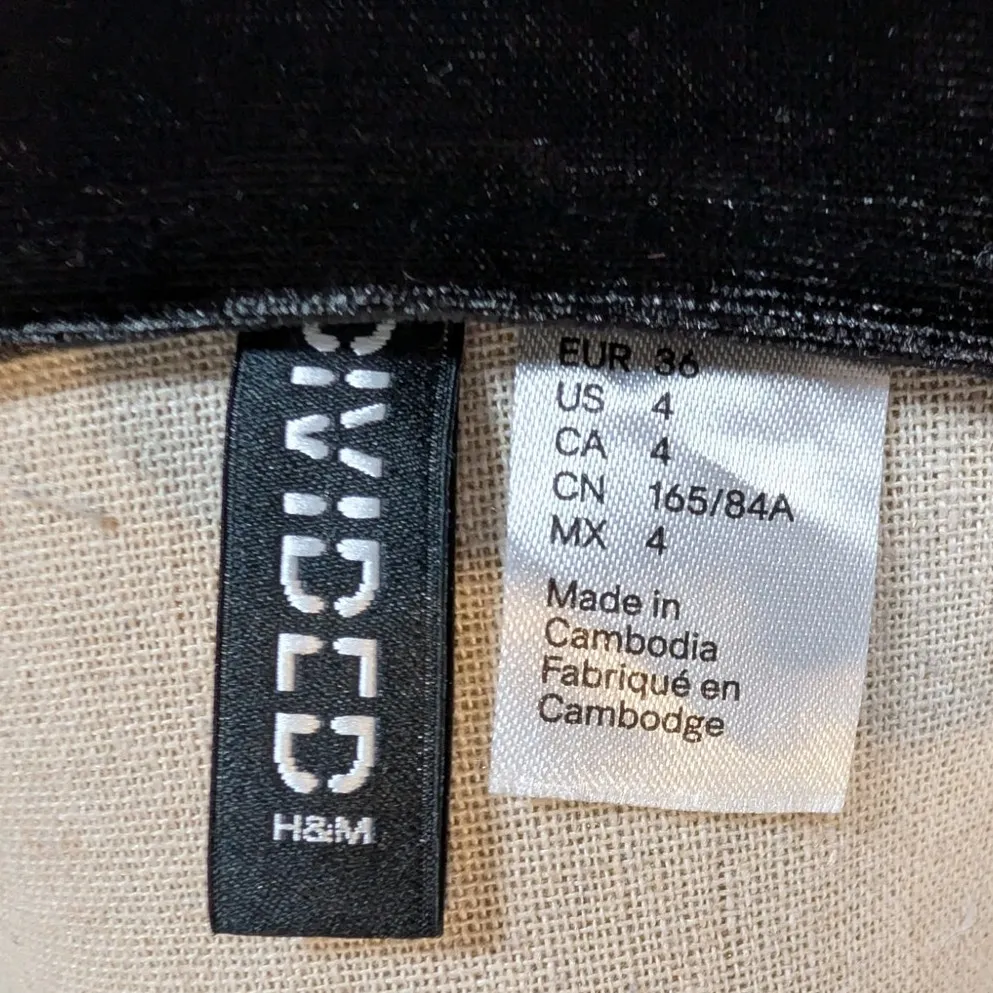 DIVIDED
H&M
EUR 36
US 4
CA 4
CN 165/84A
MX 4
Made in
Cambodia
Fabriqué en
Cambodge